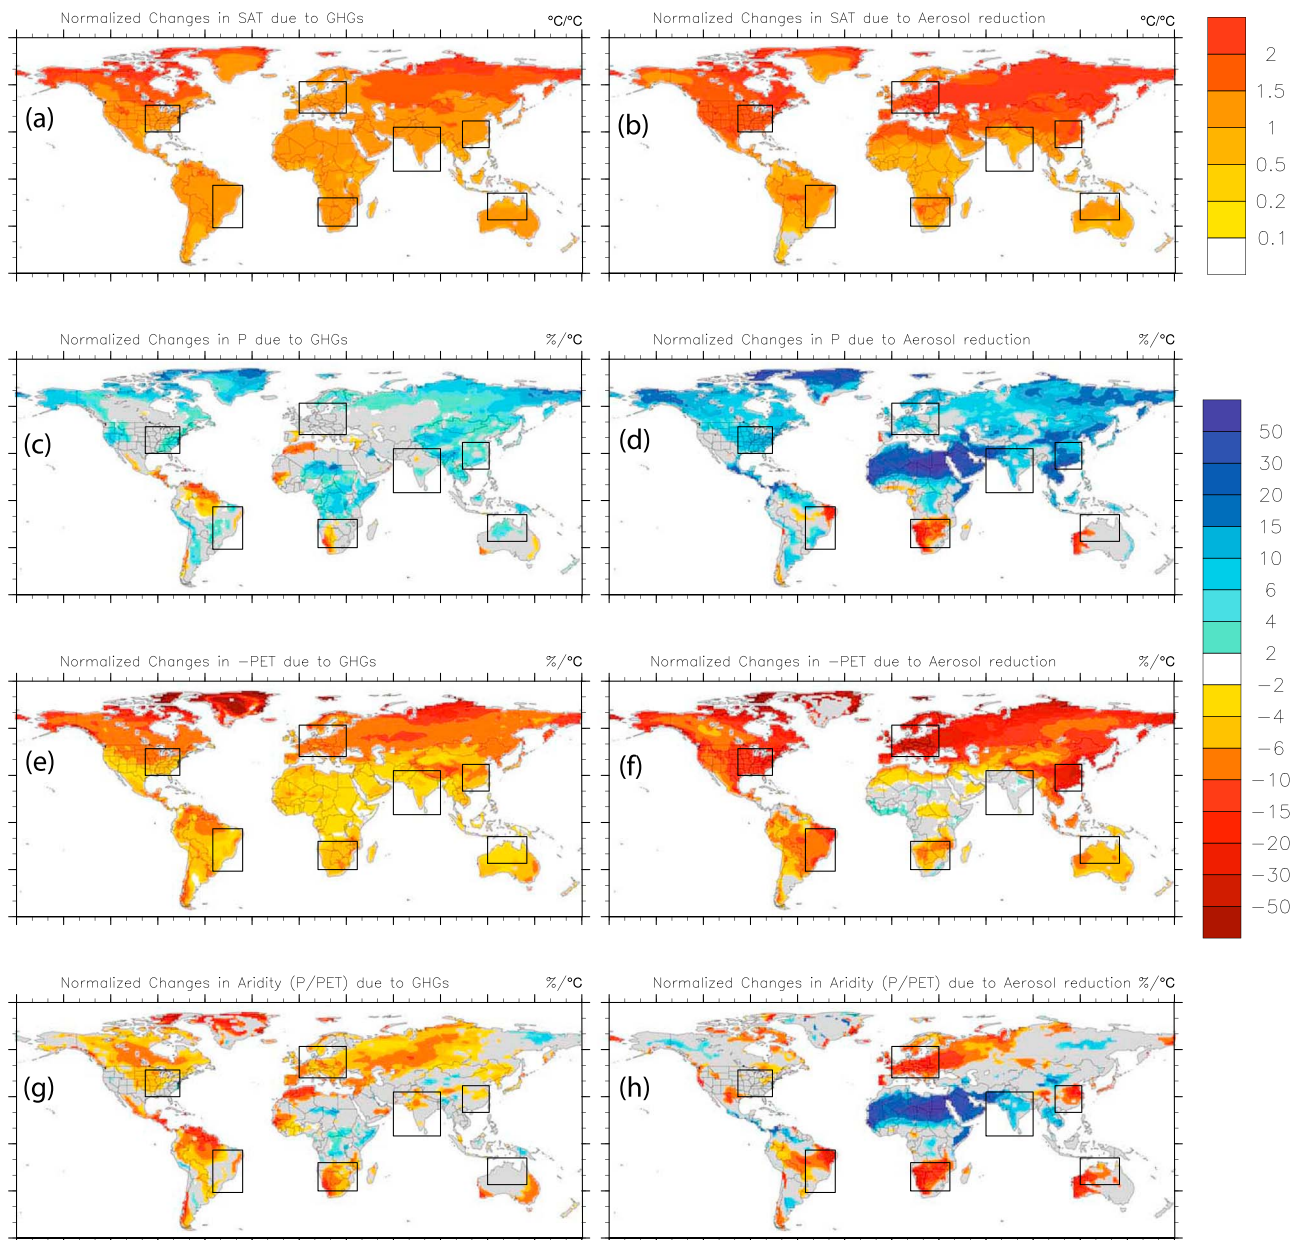 Normalized Changes in SAT due to GHGs °C/°C
Normalized Changes in SAT due to Aerosol reduction °C/°C
(a)
(b)
2
1.5
1
0.5
0.2
0.1
Normalized Changes in P due to GHGs %/°C
Normalized Changes in P due to Aerosol reduction %/°C
(c)
(d)
Normalized Changes in -PET due to GHGs %/°C
Normalized Changes in -PET due to Aerosol reduction %/°C
(e)
(f)
50
30
20
15
10
6
4
2
-2
-4
-6
-10
-15
-20
-30
-50
Normalized Changes in Aridity (P/PET) due to GHGs %/°C
Normalized Changes in Aridity (P/PET) due to Aerosol reduction %/°C
(g)
(h)